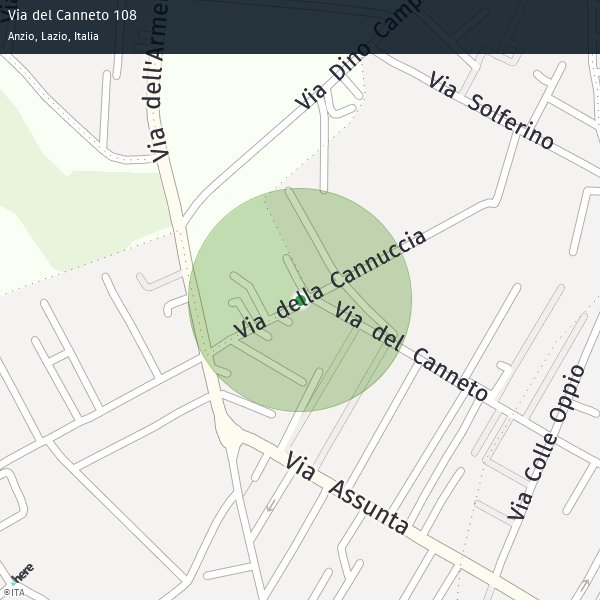 Via del Canneto 108
Anzio, Lazio, Italia
Via
Via dell'Arme
Via Dino Camp
Via Solferino
Via della Cannuccia
Via del Canneto
Via Colle Oppio
Via Assunta
here
©ITA